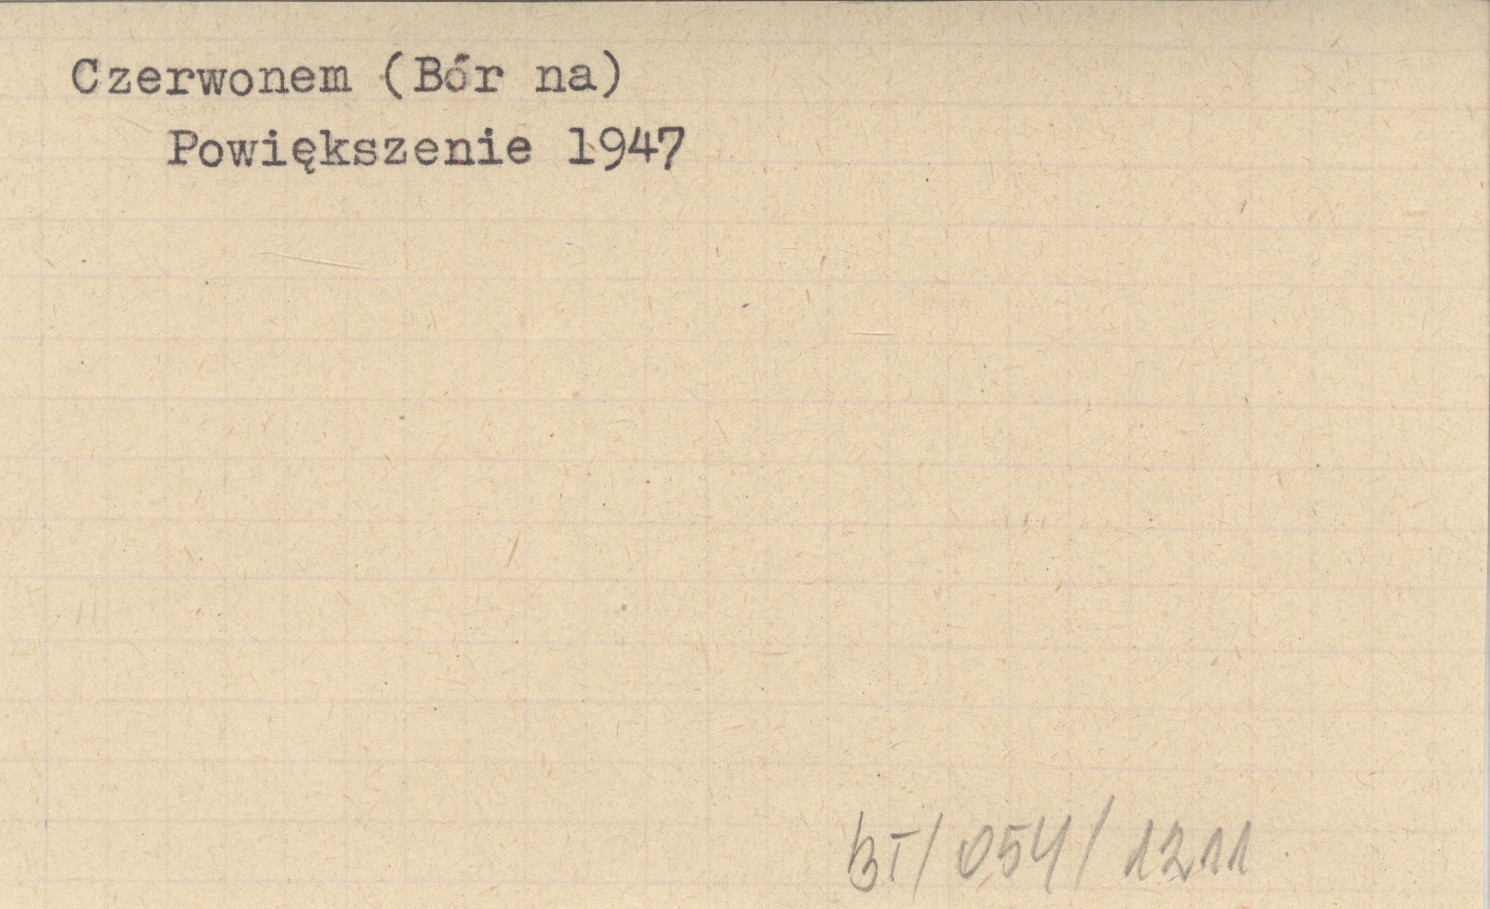 Czerwonem (Bór na)
Powiększenie 1947
BT/054/1211